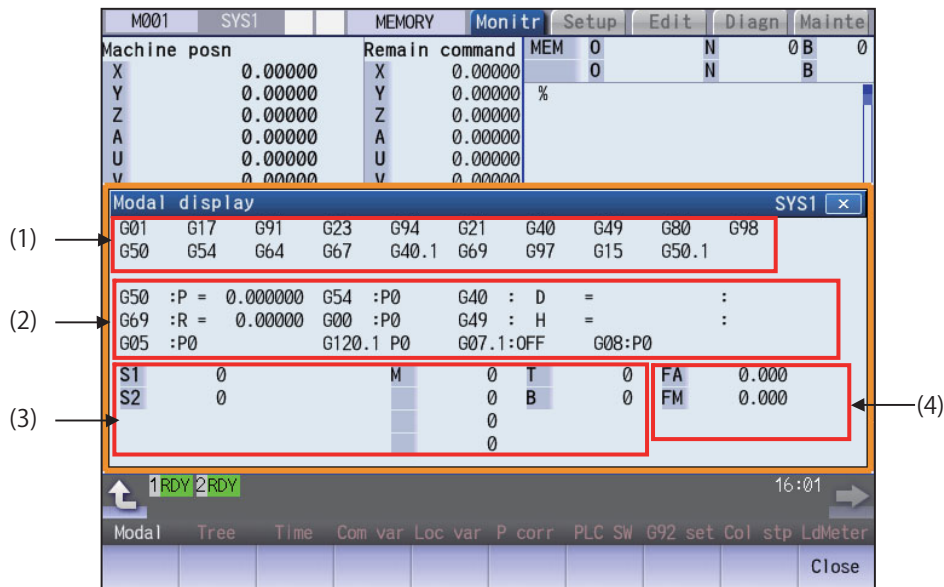 M001 SYS1 MEMORY Monitr Setup Edit Diagn Mainte
Machine posn Remain command MEM O N 0 B 0
X 0.00000 X 0.00000 O N B
Y 0.00000 Y 0.00000 %
Z 0.00000 Z 0.00000
A 0.00000 A 0.00000
U 0.00000 U 0.00000
V 0.00000 V 0.00000
Modal display SYS1 ×
(1)
G01 G17 G91 G23 G94 G21 G40 G49 G80 G98
G50 G54 G64 G67 G40.1 G69 G97 G15 G50.1
(2)
G50 :P = 0.000000 G54 :P0 G40 : D = :
G69 :R = 0.00000 G00 :P0 G49 : H = :
G05 :P0 G120.1 P0 G07.1:OFF G08:P0
(3)
S1 0 M 0 T 0 FA 0.000
S2 0 0 B 0 FM 0.000
0
0
(4)
1 RDY 2 RDY 16:01
Modal Tree Time Com var Loc var P corr PLC SW G92 set Col stp LdMeter
Close